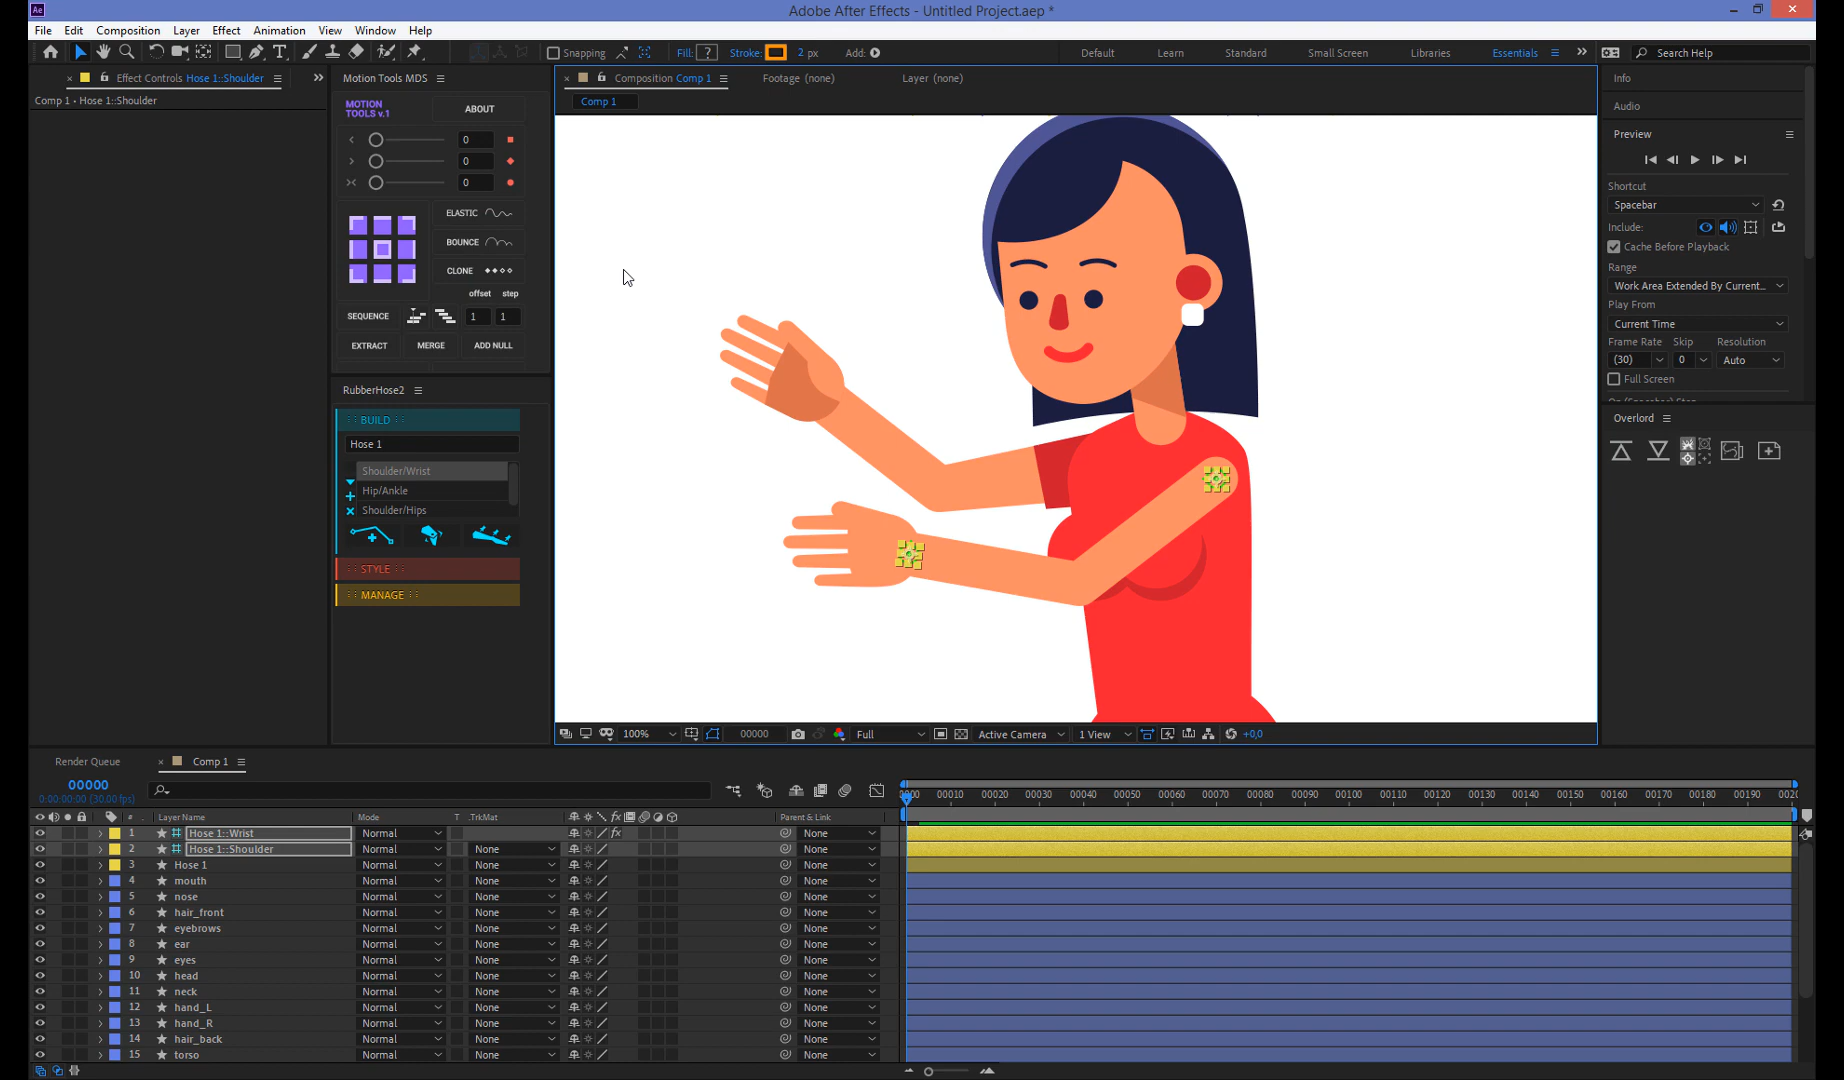 Ae
Adobe After Effects - Untitled Project.aep *
File Edit Composition Layer Effect Animation View Window Help
Snapping Fill: ? Stroke: 2 px Add: Default Learn Standard Small Screen Libraries Essentials Search Help
Effect Controls Hose 1::Shoulder
Comp 1 • Hose 1::Shoulder
Motion Tools MDS
MOTION
TOOLS v.1
ABOUT
0
0
0
ELASTIC
BOUNCE
CLONE
offset step
SEQUENCE 1 1
EXTRACT MERGE ADD NULL
RubberHose2
:: BUILD ::
Hose 1
Shoulder/Wrist
Hip/Ankle
Shoulder/Hips
:: STYLE ::
:: MANAGE ::
Composition Comp 1 Footage (none) Layer (none)
Comp 1
100% 00000 Full Active Camera 1 View +0,0
Info
Audio
Preview
Shortcut
Spacebar
Include:
Cache Before Playback
Range
Work Area Extended By Current...
Play From
Current Time
Frame Rate Skip Resolution
(30) 0 Auto
Full Screen
Overlord
Render Queue Comp 1
00000
0:00:00:00 (30.00 fps)
00010 00020 00030 00040 00050 00060 00070 00080 00090 00100 00110 00120 00130 00140 00150 00160 00170 00180 00190
# Layer Name Mode T .TrkMat Parent & Link
1 Hose 1::Wrist Normal None
2 Hose 1::Shoulder Normal None None
3 Hose 1 Normal None None
4 mouth Normal None None
5 nose Normal None None
6 hair_front Normal None None
7 eyebrows Normal None None
8 ear Normal None None
9 eyes Normal None None
10 head Normal None None
11 neck Normal None None
12 hand_L Normal None None
13 hand_R Normal None None
14 hair_back Normal None None
15 torso Normal None None